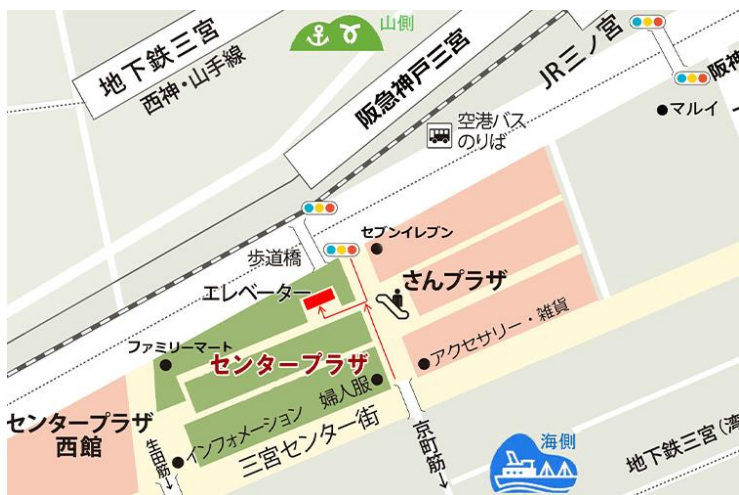 地下鉄三宮
西神・山手線
山側
阪急神戸三宮
JR三ノ宮
阪神
マルイ
空港バス
のりば
セブンイレブン
歩道橋
エレベーター
さんプラザ
ファミリーマート
センタープラザ
アクセサリー・雑貨
婦人服
センタープラザ
西館
インフォメーション
三宮センター街
生田筋→
京町筋→
海側
地下鉄三宮(湾